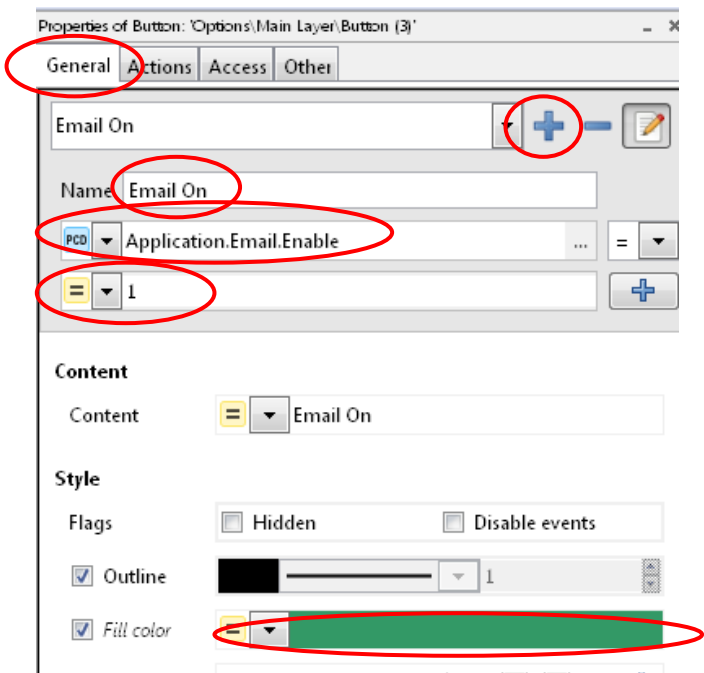 Properties of Button: 'Options\Main Layer\Button (3)'
General Actions Access Other
Email On
Name Email On
PCD Application.Email.Enable ... =
= 1
Content
Content = Email On
Style
Flags Hidden Disable events
Outline 1
Fill color =